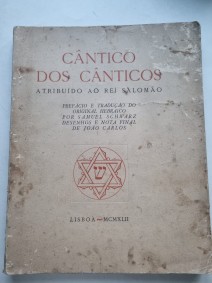 CÂNTICO
DOS CÂNTICOS
ATRIBUÍDO AO REI SALOMÃO
PREFÁCIO E TRADUÇÃO DO
ORIGINAL HEBRAICO
POR SAMUEL SCHWARZ
DESENHOS E NOTA FINAL
DE JOÃO CARLOS
ש
LISBOA—MCMXLII